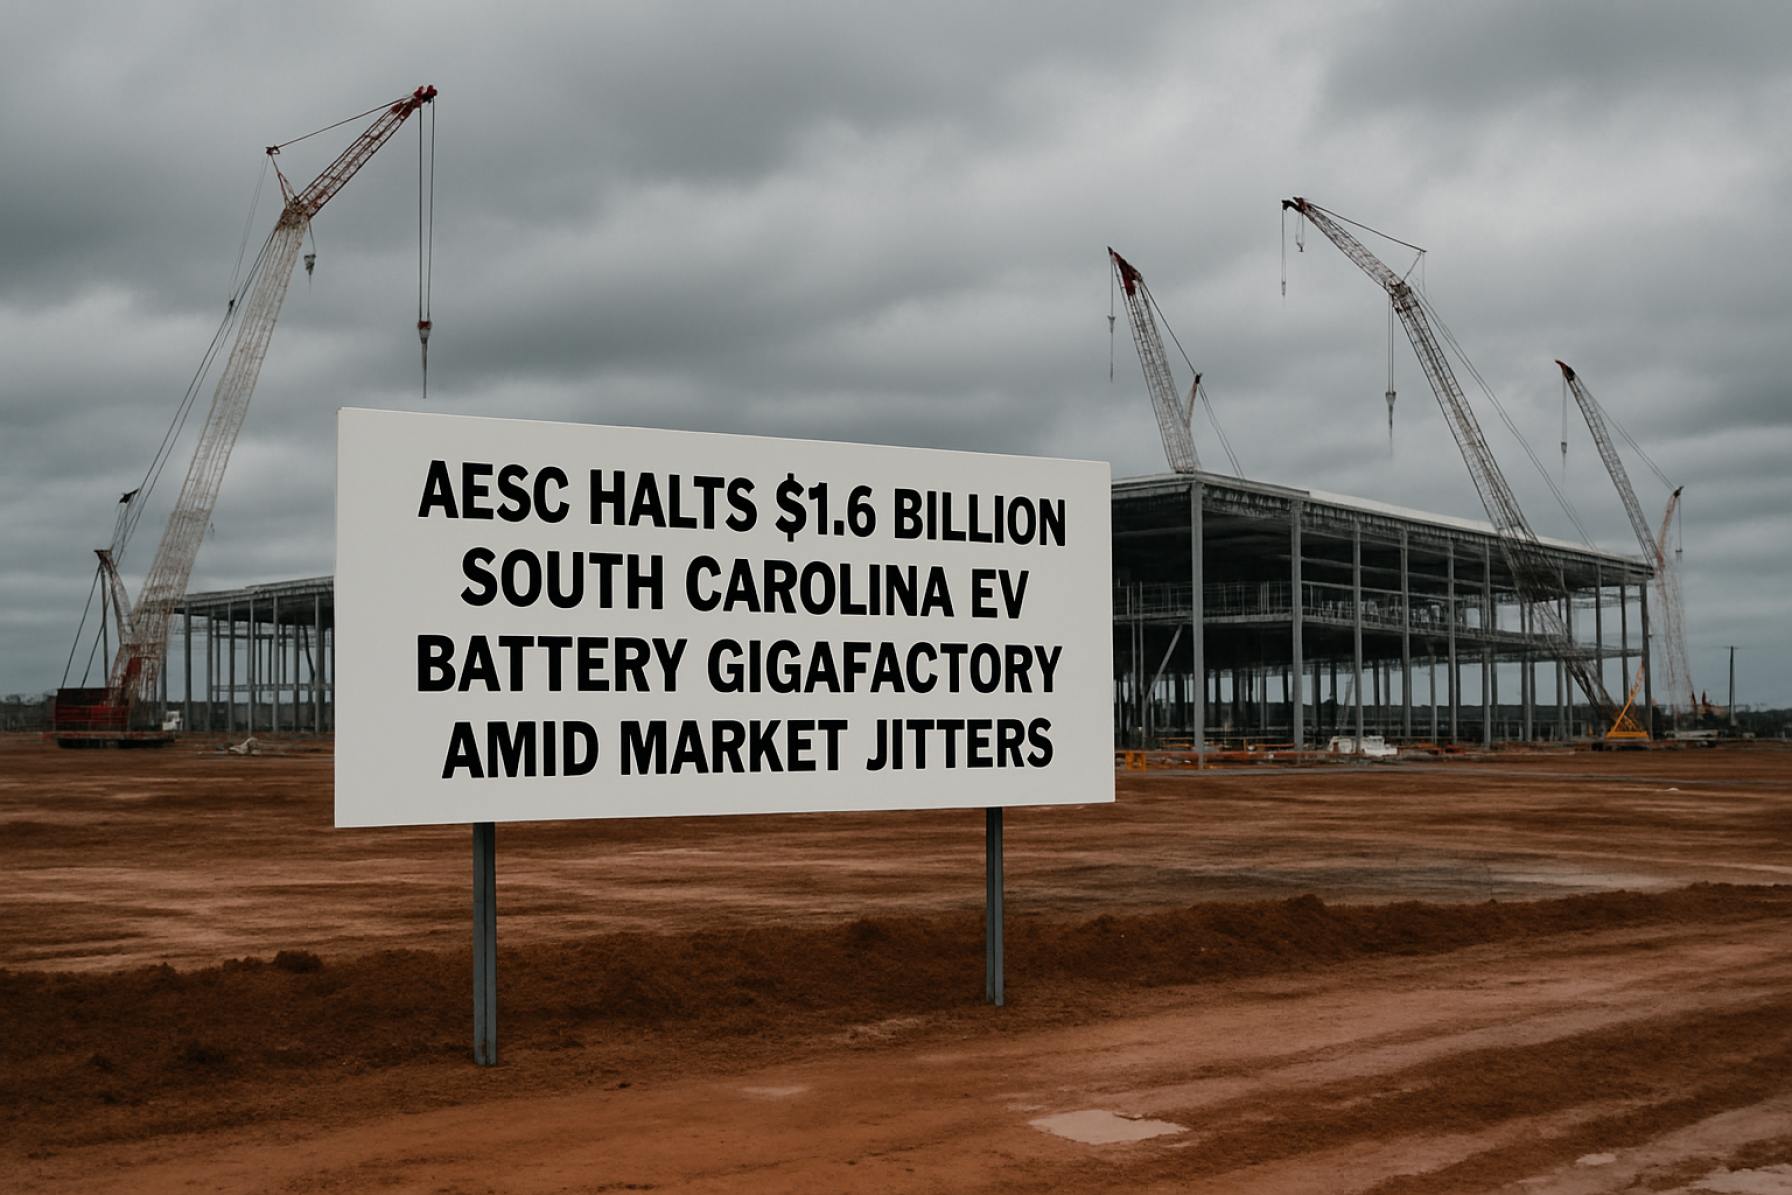 AESC HALTS $1.6 BILLION
SOUTH CAROLINA EV
BATTERY GIGAFACTORY
AMID MARKET JITTERS